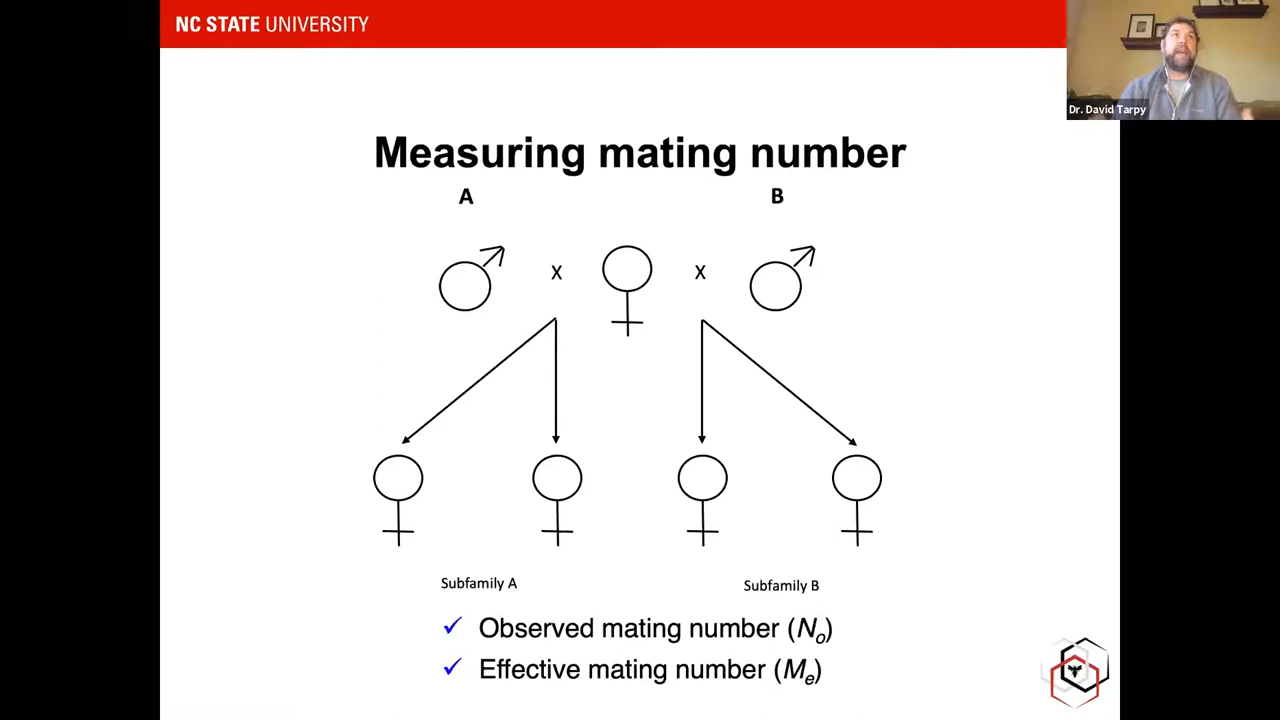 NC STATE UNIVERSITY
Dr. David Tarpy
Measuring mating number
A
B
X
X
Subfamily A
Subfamily B
✓ Observed mating number (No)
✓ Effective mating number (Me)